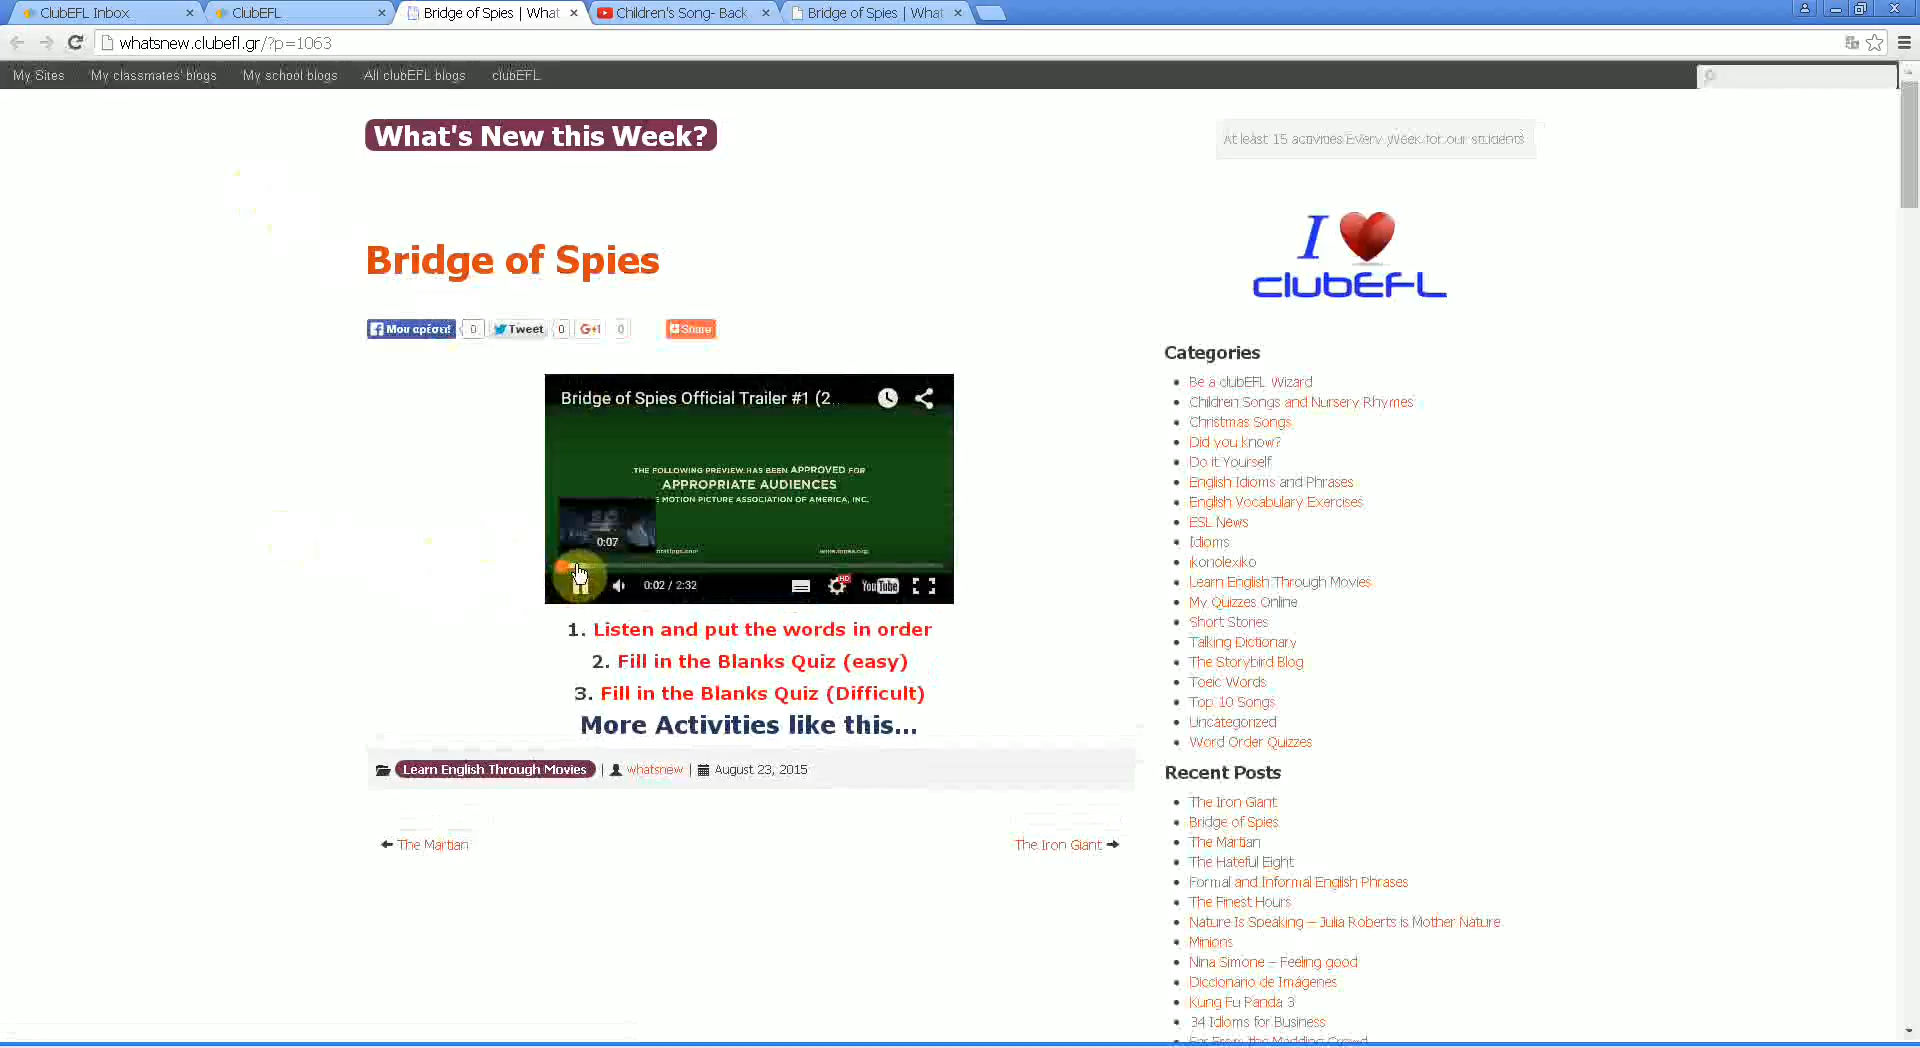 ClubEFL Inbox
ClubEFL
Bridge of Spies | What
Children's Song- Back
Bridge of Spies | What
whatsnew.clubefl.gr/?p=1063
My Sites My classmates' blogs My school blogs All clubEFL blogs clubEFL
What's New this Week?
At least 15 activities Every Week for our students
I
clubEFL
Bridge of Spies
Μου αρέσει! 0 Tweet 0 G+1 0 Share
Bridge of Spies Official Trailer #1 (2...
THE FOLLOWING PREVIEW HAS BEEN APPROVED FOR
APPROPRIATE AUDIENCES
MOTION PICTURE ASSOCIATION OF AMERICA, INC.
0:07
0:02 / 2:32 HD YouTube
1. Listen and put the words in order
2. Fill in the Blanks Quiz (easy)
3. Fill in the Blanks Quiz (Difficult)
More Activities like this...
Learn English Through Movies | whatsnew | August 23, 2015
The Martian
The Iron Giant
Categories
Be a clubEFL Wizard
Children Songs and Nursery Rhymes
Christmas Songs
Did you know?
Do it Yourself
English Idioms and Phrases
English Vocabulary Exercises
ESL News
Idioms
ikonolexiko
Learn English Through Movies
My Quizzes Online
Short Stories
Talking Dictionary
The Storybird Blog
Toeic Words
Top 10 Songs
Uncategorized
Word Order Quizzes
Recent Posts
The Iron Giant
Bridge of Spies
The Martian
The Hateful Eight
Formal and Informal English Phrases
The Finest Hours
Nature Is Speaking – Julia Roberts is Mother Nature
Minions
Nina Simone – Feeling good
Diccionario de Imágenes
Kung Fu Panda 3
34 Idioms for Business
Far From the Madding Crowd